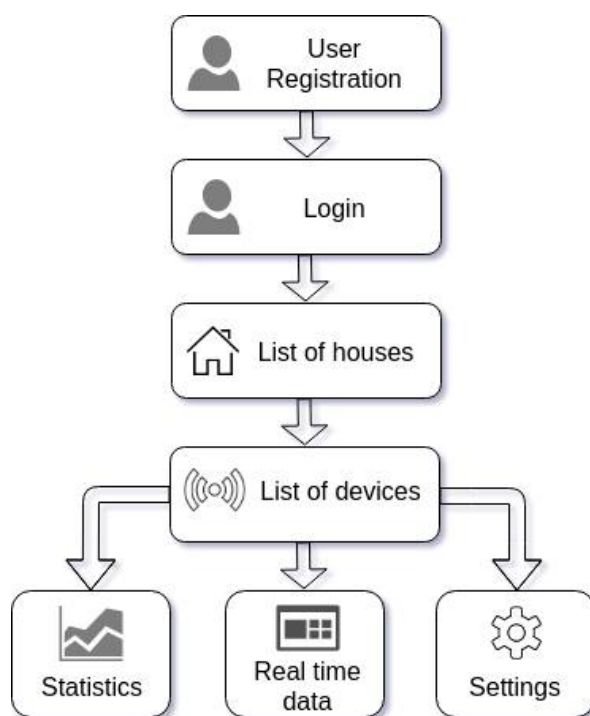 User
Registration
Login
List of houses
List of devices
Statistics
Real time
data
Settings